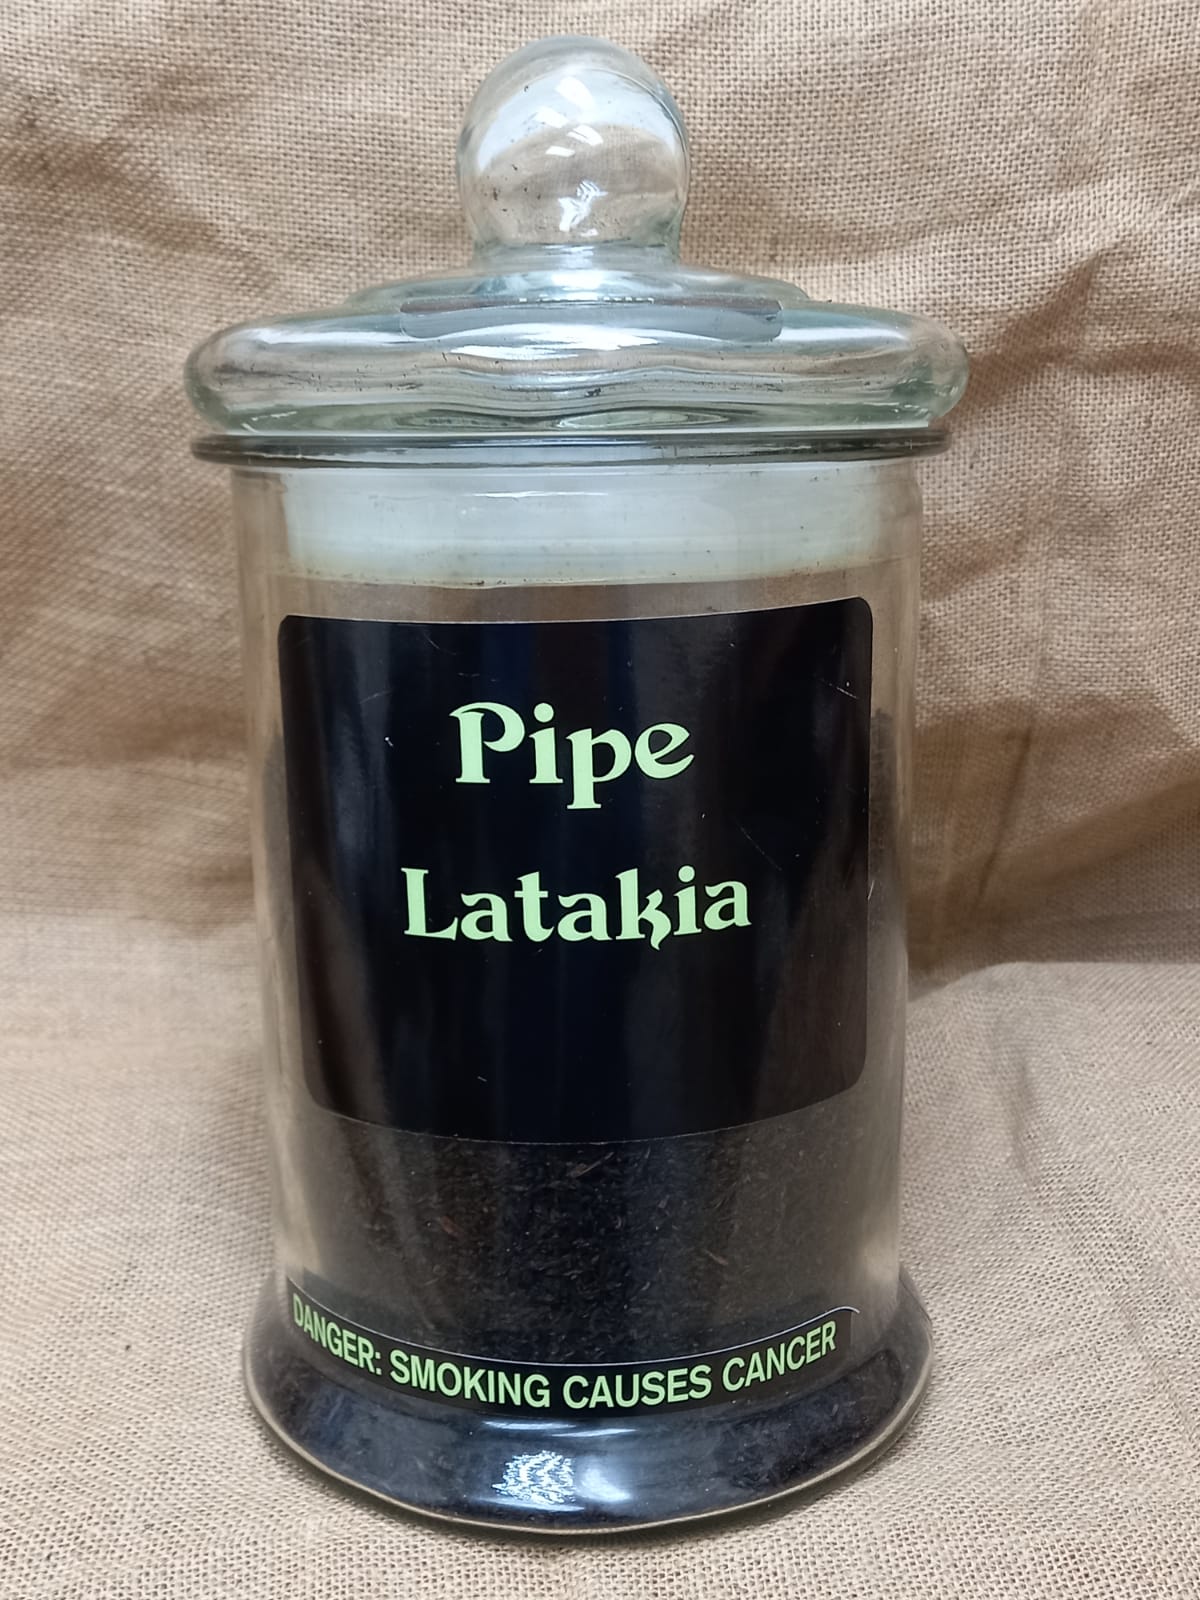 Pipe
Latakia
DANGER: SMOKING CAUSES CANCER